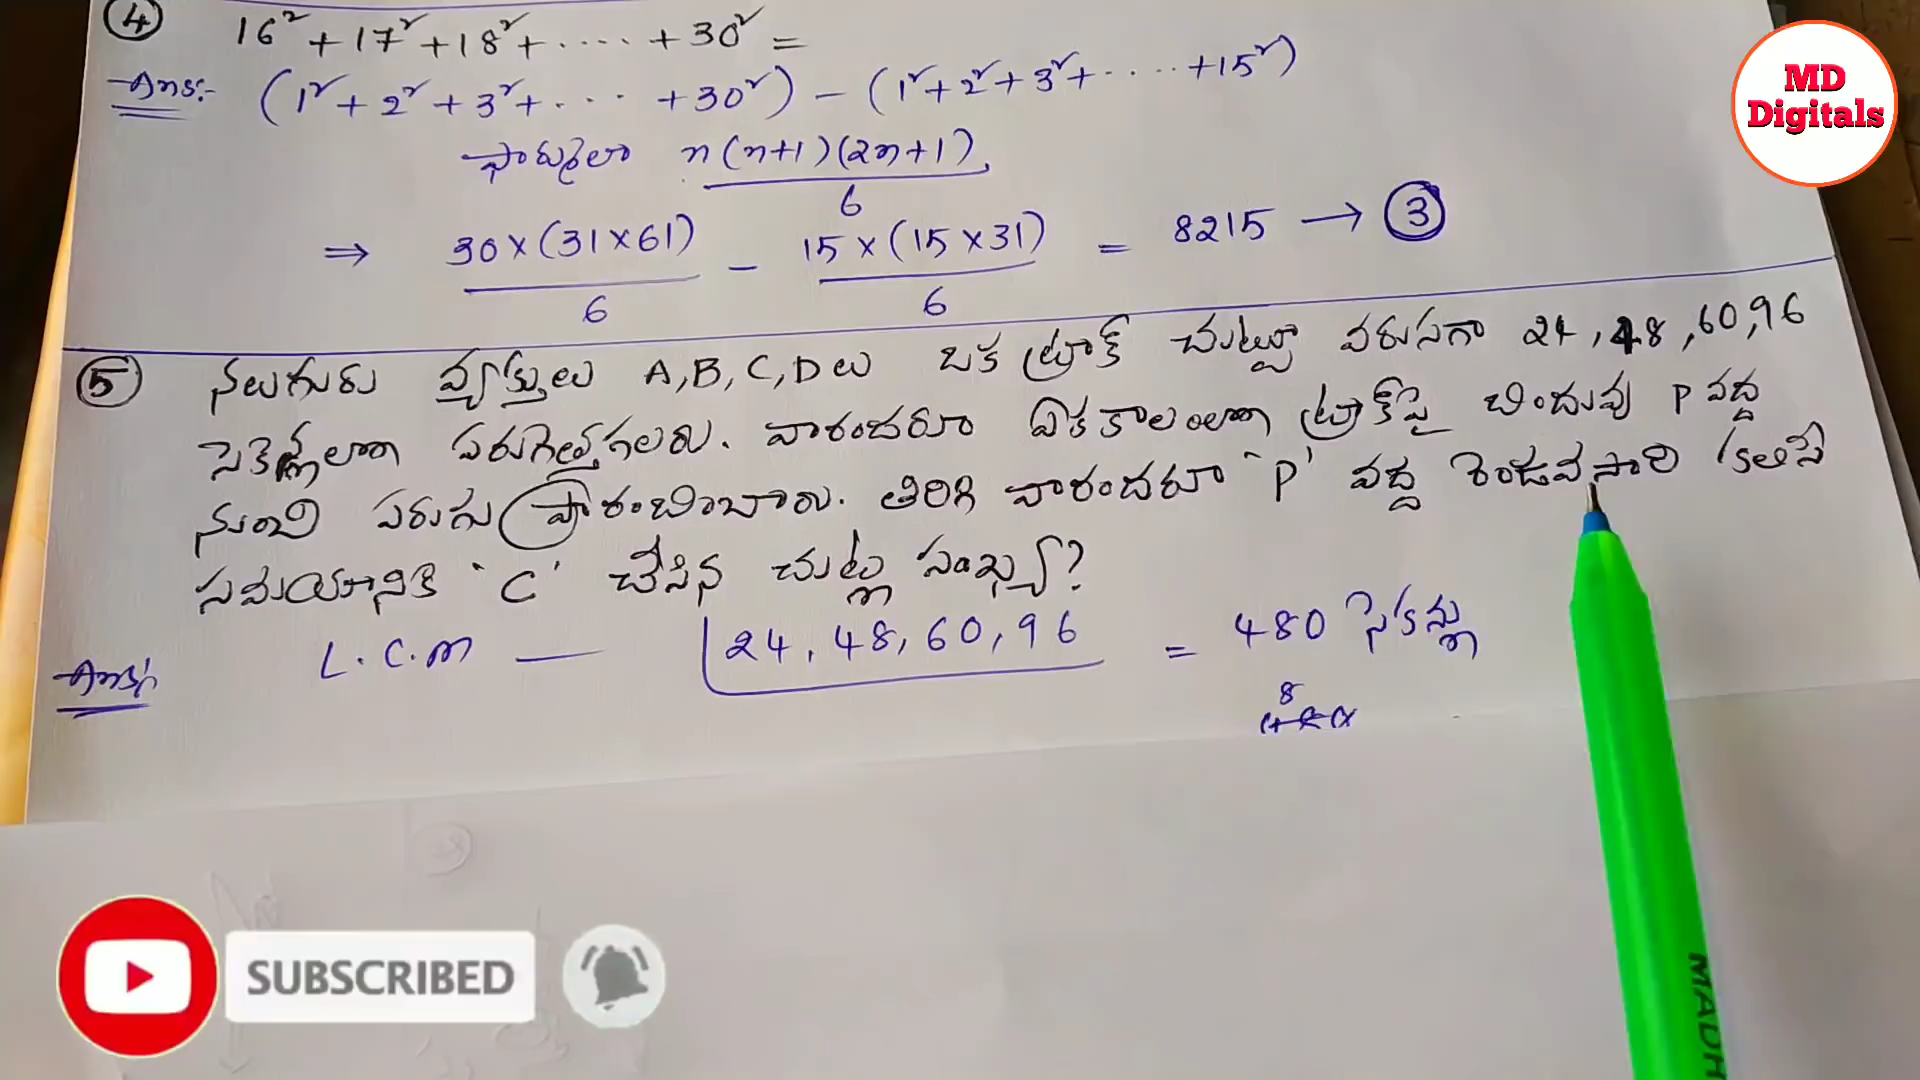 ④ 16² + 17² + 18² + ..... + 30² =
Ans:- (1² + 2² + 3² + .... + 30²) - (1² + 2² + 3² + ..... + 15²)
ఫార్ములా n(n+1)(2n+1)
6
⇒ 30×(31×61) - 15×(15×31) = 8215 → ③
6 6
⑤ నలుగురు వ్యక్తులు A, B, C, D లు ఒక ట్రాక్ చుట్టూ వరుసగా 24, 48, 60, 96
సెకెన్లలో పరుగెత్తగలరు. వారందరూ ఏకకాలంలో ట్రాక్‌పై బిందువు P వద్ద
నుంచి పరుగు ప్రారంభించారు. తిరిగి వారందరూ 'P' వద్ద రెండవసారి కలిసే
సమయానికి 'C' చేసిన చుట్ల సంఖ్య?
Ans: L.C.M — 24, 48, 60, 96 = 480 సెకన్లు
8
MD
Digitals
SUBSCRIBED
MADH